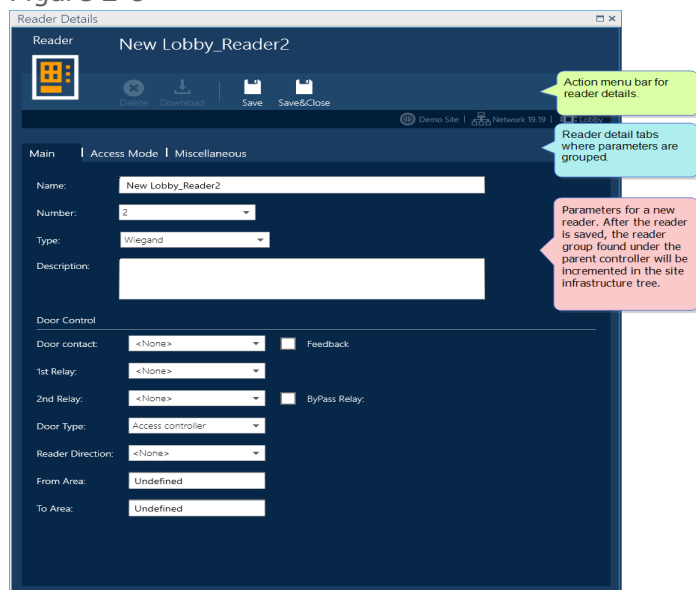 Reader Details
Reader
New Lobby_Reader2
Delete
Download
Save
Save&Close
Action menu bar for
reader details.
Demo Site |
Network 19.19 |
Lobby
Reader detail tabs
where parameters are
grouped.
Main
Access Mode
Miscellaneous
Name:
New Lobby_Reader2
Number:
2
Type:
Wiegand
Description:
Parameters for a new
reader. After the reader
is saved, the reader
group found under the
parent controller will be
incremented in the site
infrastructure tree.
Door Control
Door contact:
<None>
Feedback
1st Relay:
<None>
2nd Relay:
<None>
ByPass Relay:
Door Type:
Access controller
Reader Direction:
<None>
From Area:
Undefined
To Area:
Undefined